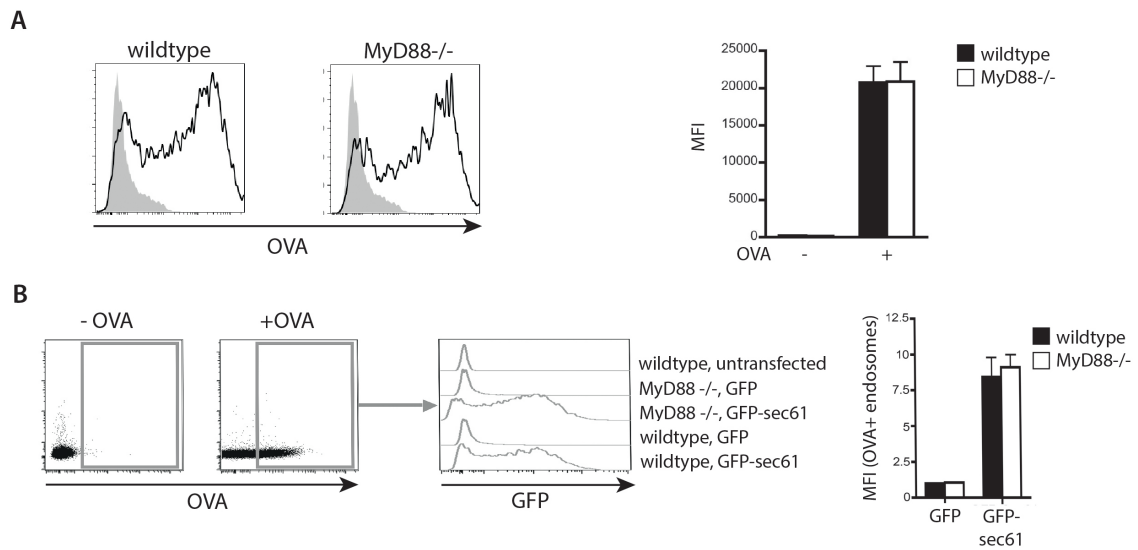 A
wildtype
MyD88-/-
OVA
25000
20000
15000
10000
5000
0
MFI
OVA - +
wildtype
MyD88-/-
B
- OVA
+OVA
OVA
wildtype, untransfected
MyD88 -/-, GFP
MyD88 -/-, GFP-sec61
wildtype, GFP
wildtype, GFP-sec61
GFP
MFI (OVA+ endosomes)
12.5
10
7.5
5
2.5
0
GFP
GFP-
sec61
wildtype
MyD88-/-